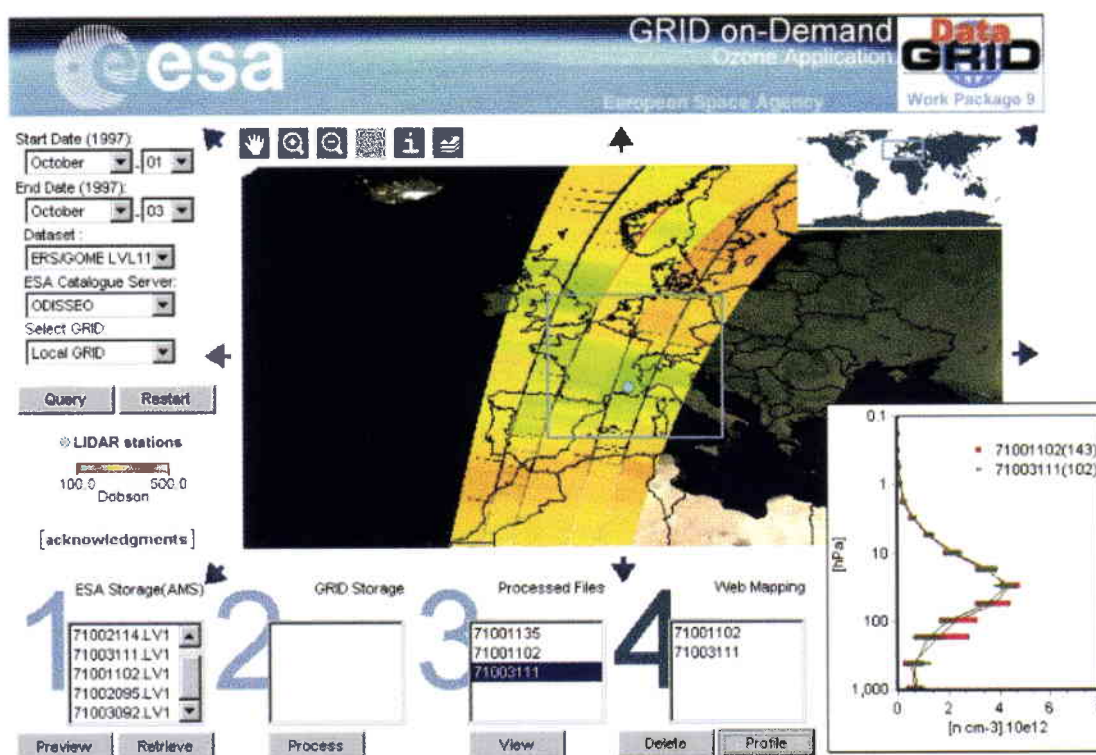 esa
GRID on-Demand
Ozone Application
European Space Agency
Data
GRID
Work Package 9
Start Date (1997):
October
01
End Date (1997):
October
03
Dataset :
ERS/GOME LVL11
ESA Catalogue Server:
ODISSEO
Select GRID:
Local GRID
Query
Restart
LIDAR stations
100.0
500.0
Dobson
[acknowledgments]
i
0.1
1
10
100
1,000
[hPa]
71001102(143)
71003111(102)
0
2
4
6
[n cm-3].10e12
1
ESA Storage(AMS)
71002114.LV1
71003111.LV1
71001102.LV1
71002095.LV1
71003092.LV1
Preview
Retrieve
2
GRID Storage
Process
3
Processed Files
71001135
71001102
71003111
View
4
Web Mapping
71001102
71003111
Delete
Profile